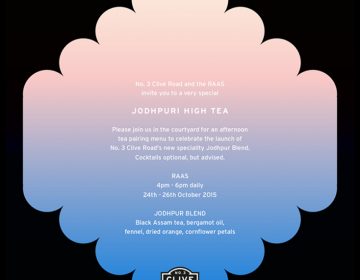 No. 3 Clive Road and the RAAS
invite you to a very special
JODHPURI HIGH TEA
Please join us in the courtyard for an afternoon
tea pairing menu to celebrate the launch of
No. 3 Clive Road's new speciality Jodhpur Blend.
Cocktails optional, but advised.
RAAS
4pm - 6pm daily
24th - 26th October 2015
JODHPUR BLEND
Black Assam tea, bergamot oil,
fennel, dried orange, cornflower petals
NO. 3
CLIVE